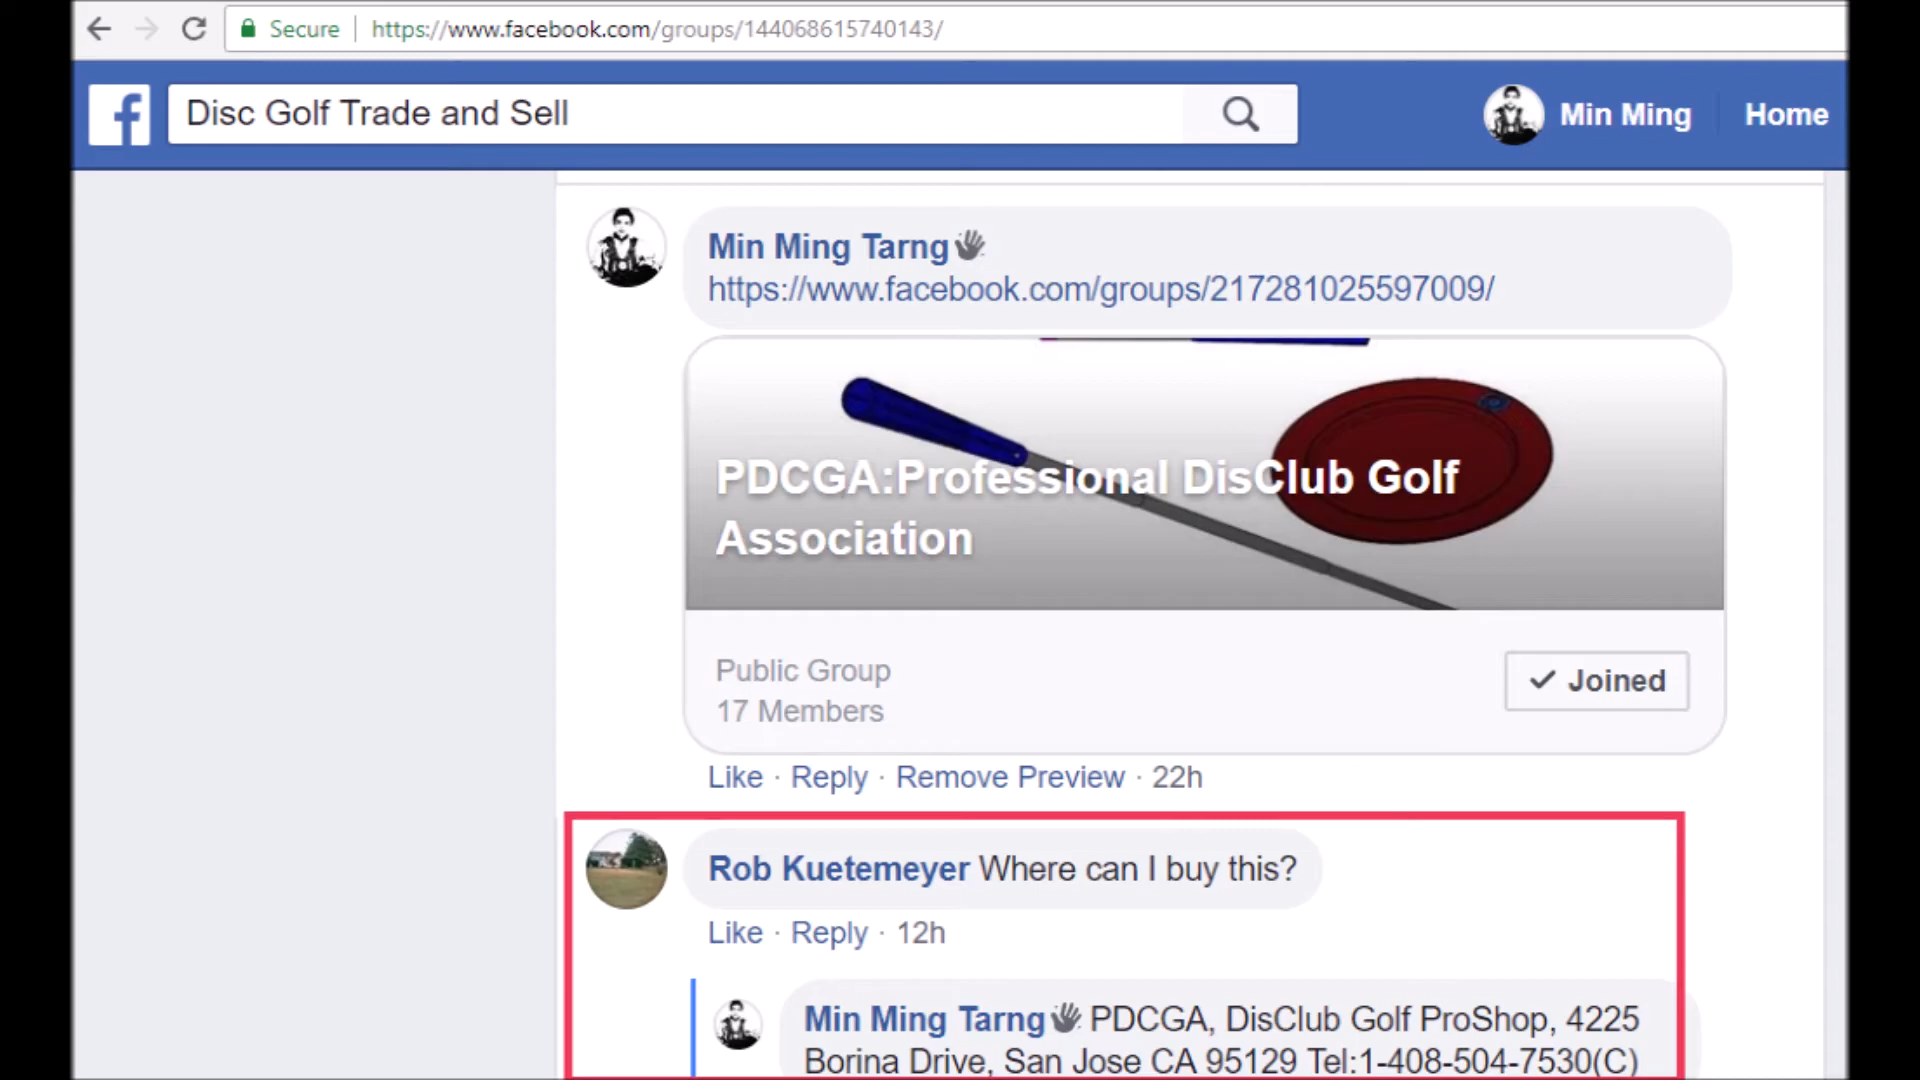 Secure | https://www.facebook.com/groups/144068615740143/
Disc Golf Trade and Sell
Min Ming
Home
Min Ming Tarng
https://www.facebook.com/groups/217281025597009/
PDCGA:Professional DisClub Golf
Association
Public Group
17 Members
Joined
Like · Reply · Remove Preview · 22h
Rob Kuetemeyer Where can I buy this?
Like · Reply · 12h
Min Ming Tarng PDCGA, DisClub Golf ProShop, 4225
Borina Drive, San Jose CA 95129 Tel:1-408-504-7530(C)